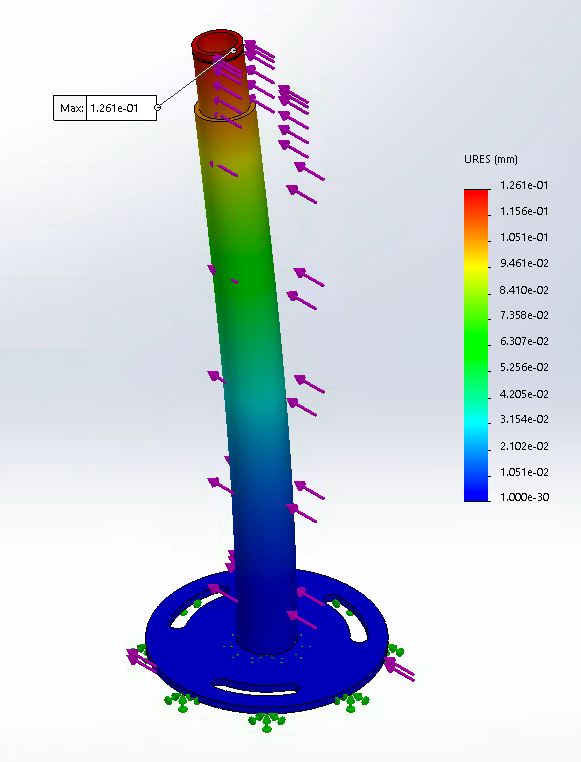 Max: 1.261e-01
URES (mm)
1.261e-01
1.156e-01
1.051e-01
9.461e-02
8.410e-02
7.358e-02
6.307e-02
5.256e-02
4.205e-02
3.154e-02
2.102e-02
1.051e-02
1.000e-30